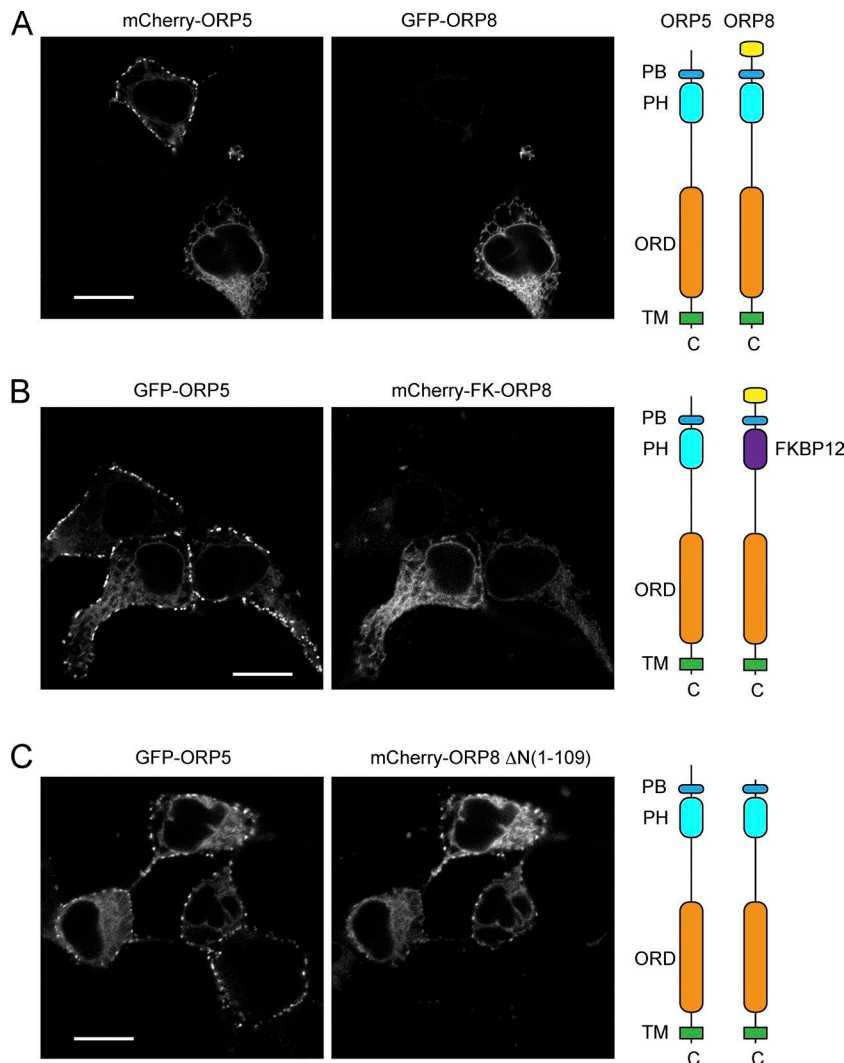 A
mCherry-ORP5 GFP-ORP8 ORP5 ORP8
PB
PH
ORD
TM
C C
B
GFP-ORP5 mCherry-FK-ORP8
PB
PH FKBP12
ORD
TM
C C
C
GFP-ORP5 mCherry-ORP8 ΔN(1-109)
PB
PH
ORD
TM
C C